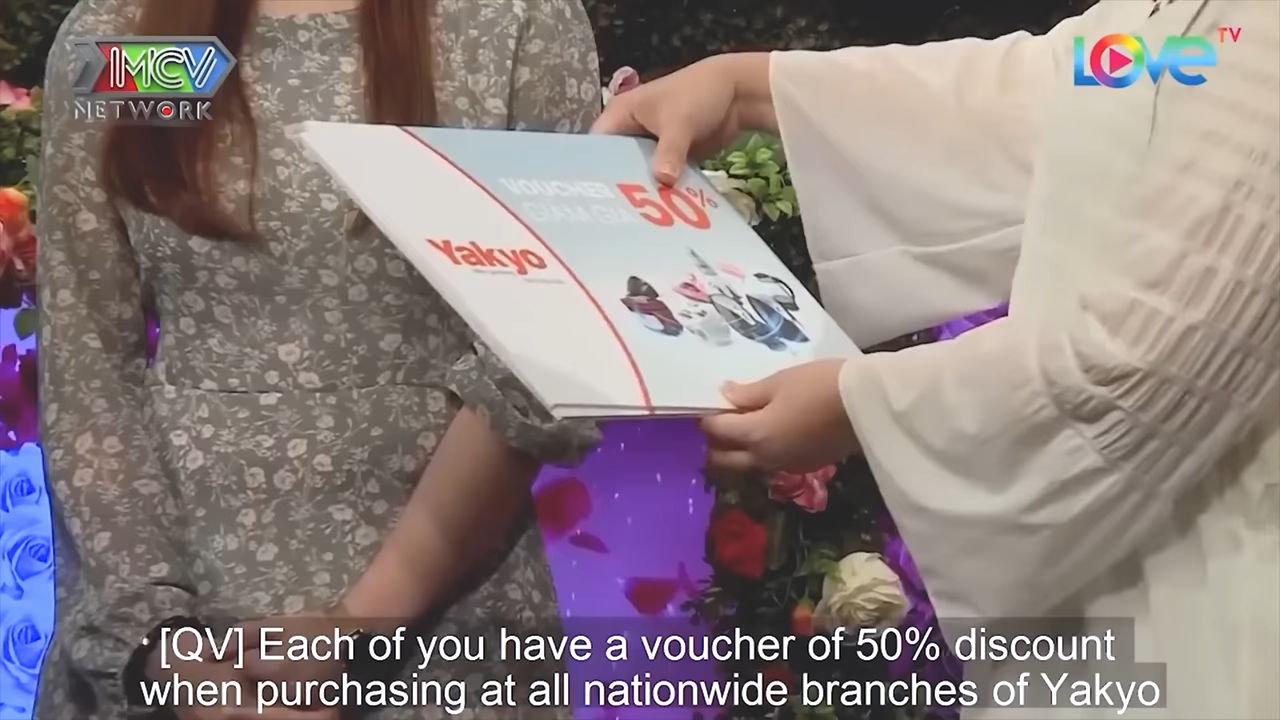 MCV
NETWORK
LOVE TV
VOUCHER 50%
GIẢM GIÁ
Yakyo
· [QV] Each of you have a voucher of 50% discount
when purchasing at all nationwide branches of Yakyo